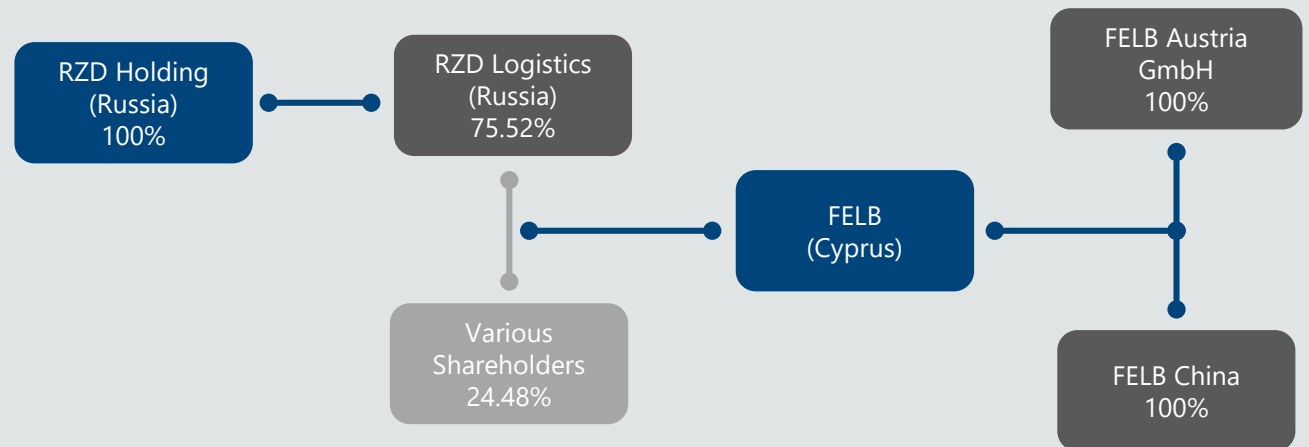 RZD Holding
(Russia)
100%
RZD Logistics
(Russia)
75.52%
Various
Shareholders
24.48%
FELB
(Cyprus)
FELB Austria
GmbH
100%
FELB China
100%